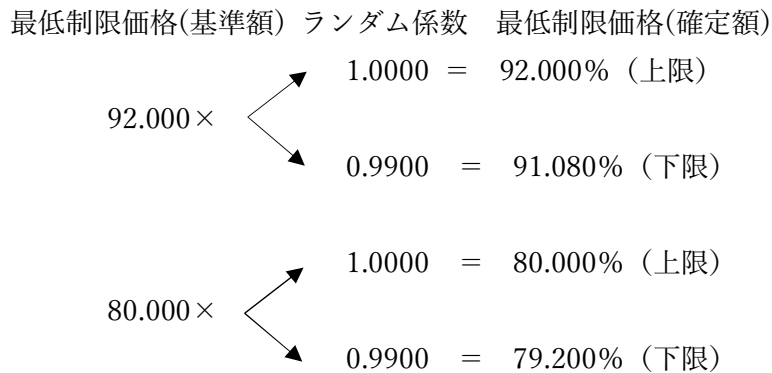 最低制限価格(基準額) ランダム係数 最低制限価格(確定額)
1.0000 ＝ 92.000％（上限）
92.000×
0.9900 ＝ 91.080％（下限）
1.0000 ＝ 80.000％（上限）
80.000×
0.9900 ＝ 79.200％（下限）